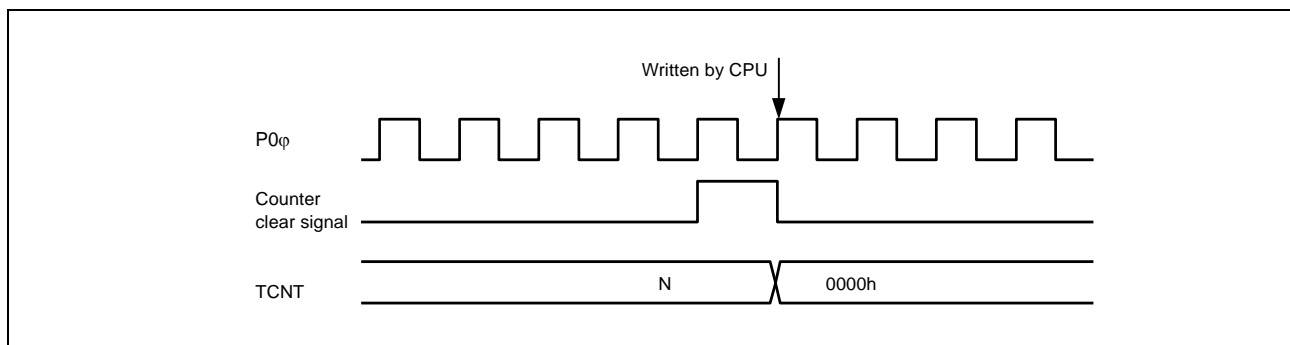 Written by CPU
P0φ
Counter
clear signal
TCNT
N
0000h